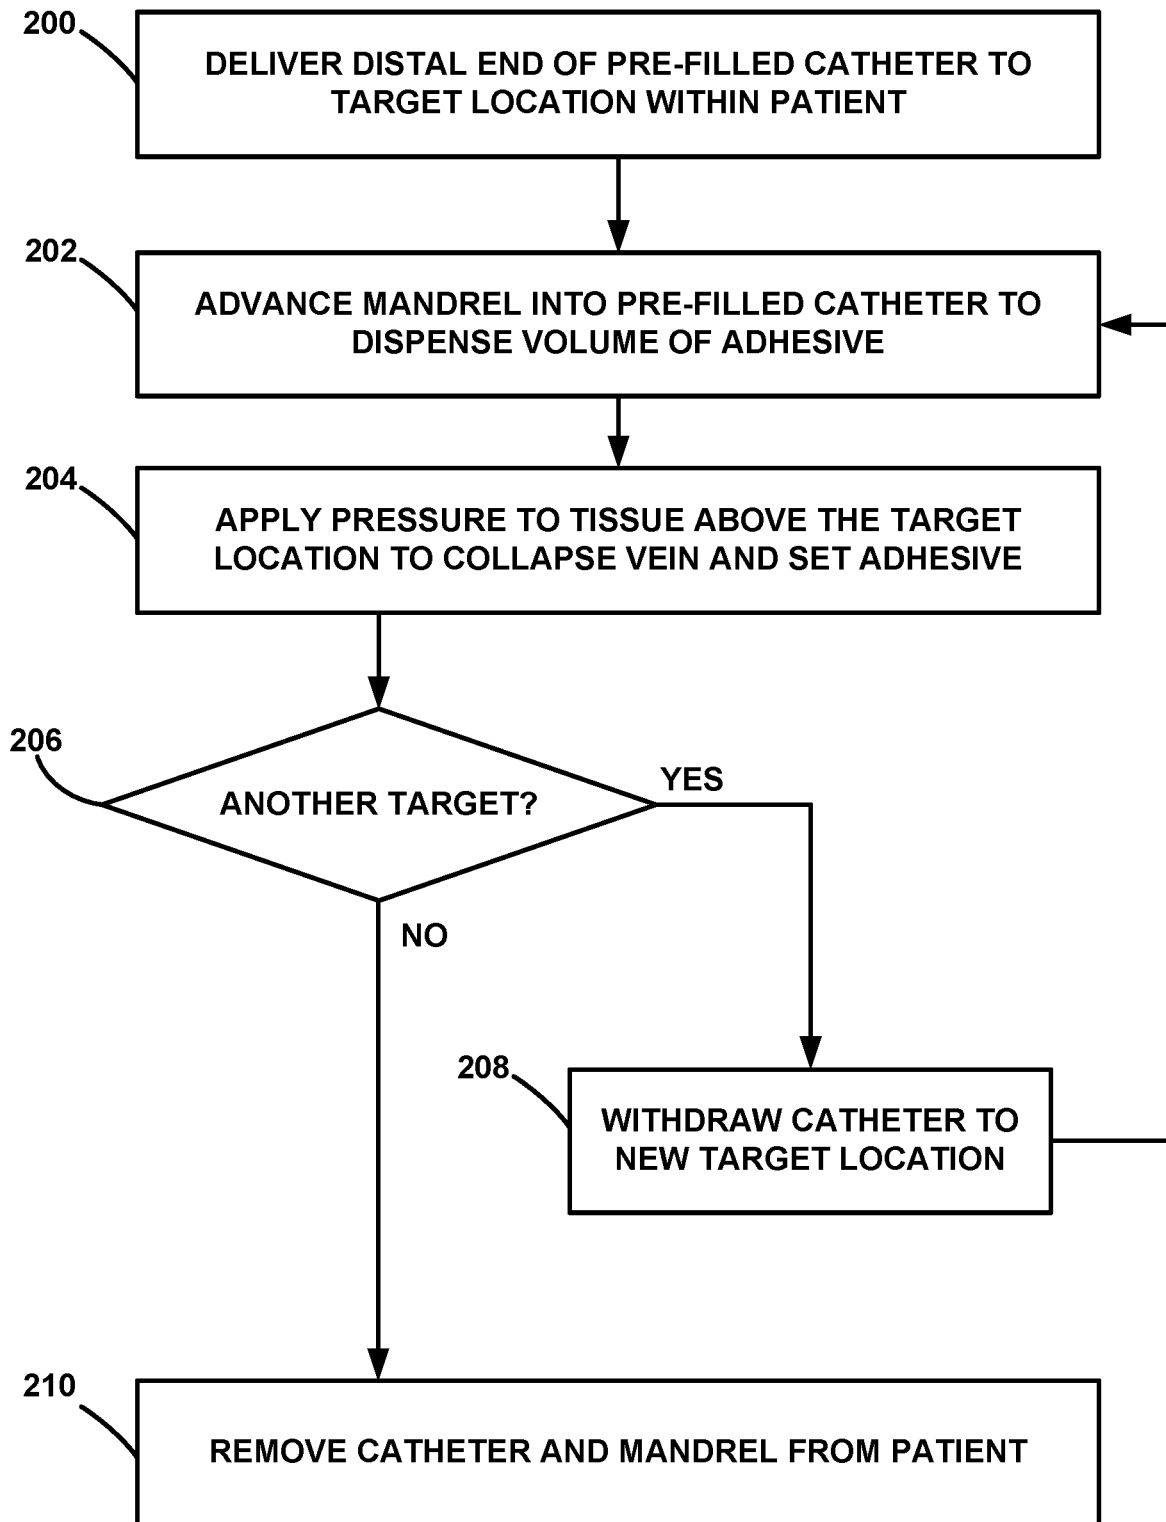 200
DELIVER DISTAL END OF PRE-FILLED CATHETER TO
TARGET LOCATION WITHIN PATIENT
202
ADVANCE MANDREL INTO PRE-FILLED CATHETER TO
DISPENSE VOLUME OF ADHESIVE
204
APPLY PRESSURE TO TISSUE ABOVE THE TARGET
LOCATION TO COLLAPSE VEIN AND SET ADHESIVE
206
ANOTHER TARGET?
YES
NO
208
WITHDRAW CATHETER TO
NEW TARGET LOCATION
210
REMOVE CATHETER AND MANDREL FROM PATIENT